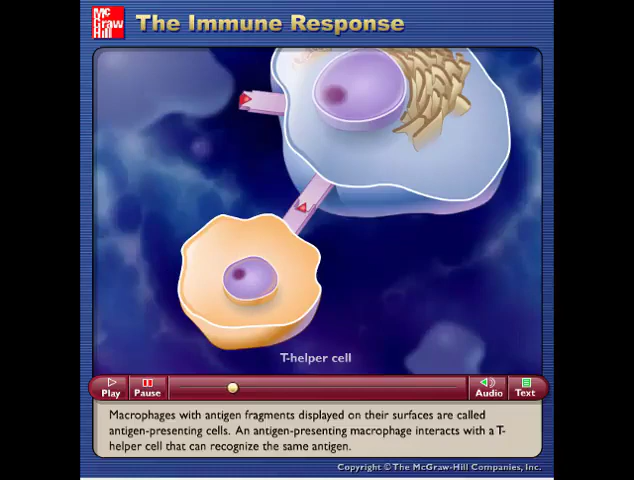 Mc
Graw
Hill
The Immune Response
T-helper cell
Play
Pause
Audio
Text
Macrophages with antigen fragments displayed on their surfaces are called
antigen-presenting cells. An antigen-presenting macrophage interacts with a T-
helper cell that can recognize the same antigen.
Copyright © The McGraw-Hill Companies, Inc.